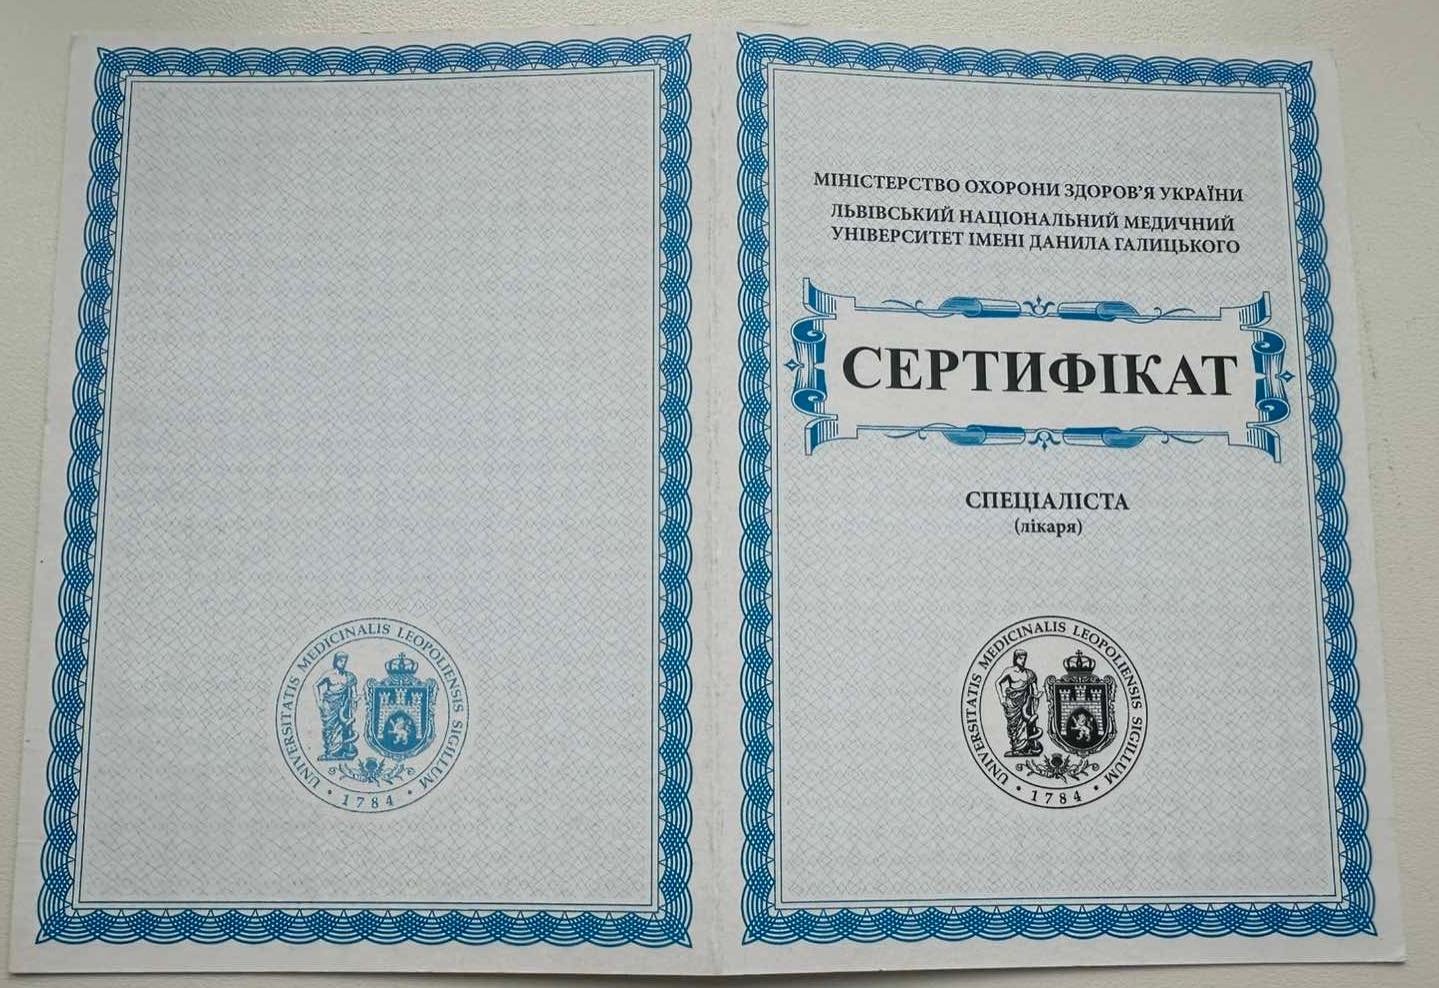 МІНІСТЕРСТВО ОХОРОНИ ЗДОРОВ'Я УКРАЇНИ
ЛЬВІВСЬКИЙ НАЦІОНАЛЬНИЙ МЕДИЧНИЙ
УНІВЕРСИТЕТ ІМЕНІ ДАНИЛА ГАЛИЦЬКОГО
СЕРТИФІКАТ
СПЕЦІАЛІСТА
(лікаря)
UNIVERSITATIS MEDICINALIS LEOPOLIENSIS SIGILLUM
• 1784 •
UNIVERSITATIS MEDICINALIS LEOPOLIENSIS SIGILLUM
• 1784 •